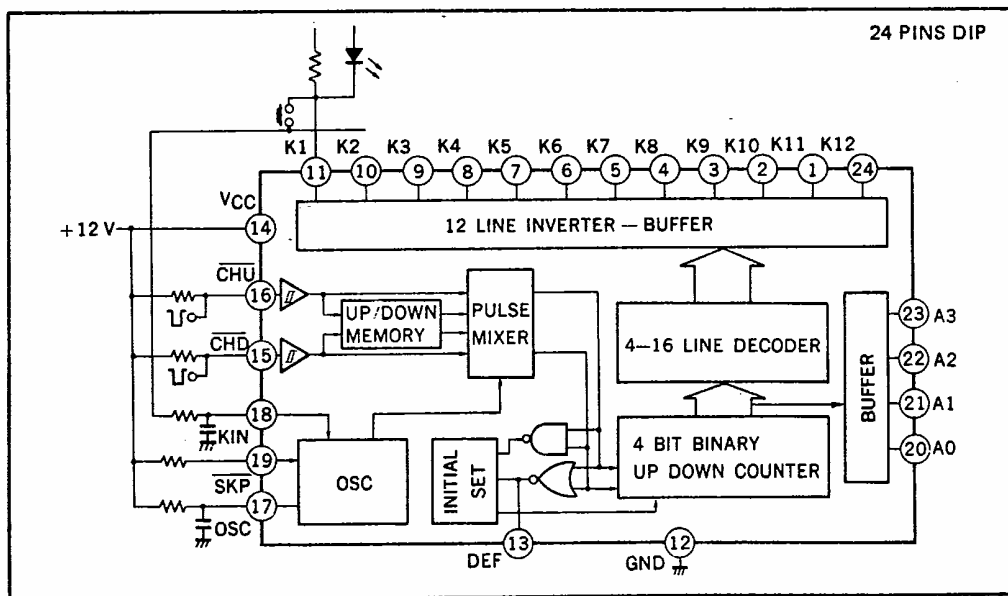 24 PINS DIP
K1 K2 K3 K4 K5 K6 K7 K8 K9 K10 K11 K12
11 10 9 8 7 6 5 4 3 2 1 24
VCC
+12 V
14
12 LINE INVERTER — BUFFER
CHU
16
UP/DOWN
MEMORY
PULSE
MIXER
CHD
15
4–16 LINE DECODER
BUFFER
23 A3
22 A2
21 A1
20 A0
18
KIN
19
SKP
17
OSC
OSC
INITIAL
SET
4 BIT BINARY
UP DOWN COUNTER
13
DEF
12
GND